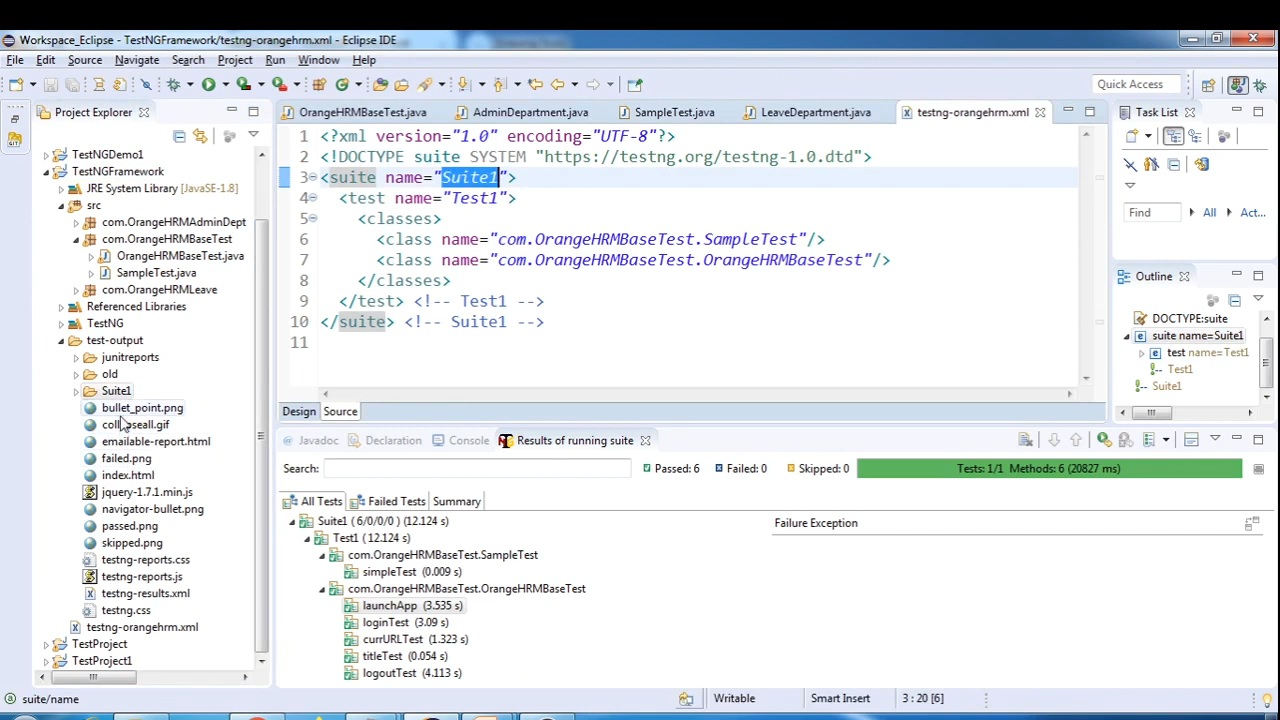 Workspace_Eclipse - TestNGFramework/testng-orangehrm.xml - Eclipse IDE
File Edit Source Navigate Search Project Run Window Help
Quick Access
Project Explorer
TestNGDemo1
TestNGFramework
JRE System Library [JavaSE-1.8]
src
com.OrangeHRMAdminDept
com.OrangeHRMBaseTest
OrangeHRMBaseTest.java
SampleTest.java
com.OrangeHRMLeave
Referenced Libraries
TestNG
test-output
junitreports
old
Suite1
bullet_point.png
collapseall.gif
emailable-report.html
failed.png
index.html
jquery-1.7.1.min.js
navigator-bullet.png
passed.png
skipped.png
testng-reports.css
testng-reports.js
testng-results.xml
testng.css
testng-orangehrm.xml
TestProject
TestProject1
OrangeHRMBaseTest.java AdminDepartment.java SampleTest.java LeaveDepartment.java testng-orangehrm.xml
1 <?xml version="1.0" encoding="UTF-8"?>
2 <!DOCTYPE suite SYSTEM "https://testng.org/testng-1.0.dtd">
3 <suite name="Suite1">
4 <test name="Test1">
5 <classes>
6 <class name="com.OrangeHRMBaseTest.SampleTest"/>
7 <class name="com.OrangeHRMBaseTest.OrangeHRMBaseTest"/>
8 </classes>
9 </test> <!-- Test1 -->
10 </suite> <!-- Suite1 -->
11
Design Source
Task List
Find All Act...
Outline
DOCTYPE:suite
suite name=Suite1
test name=Test1
Test1
Suite1
Javadoc Declaration Console Results of running suite
Search: Passed: 6 Failed: 0 Skipped: 0 Tests: 1/1 Methods: 6 (20827 ms)
All Tests Failed Tests Summary
Suite1 ( 6/0/0/0 ) (12.124 s)
Test1 (12.124 s)
com.OrangeHRMBaseTest.SampleTest
simpleTest (0.009 s)
com.OrangeHRMBaseTest.OrangeHRMBaseTest
launchApp (3.535 s)
loginTest (3.09 s)
currURLTest (1.323 s)
titleTest (0.054 s)
logoutTest (4.113 s)
Failure Exception
suite/name Writable Smart Insert 3 : 20 [6]